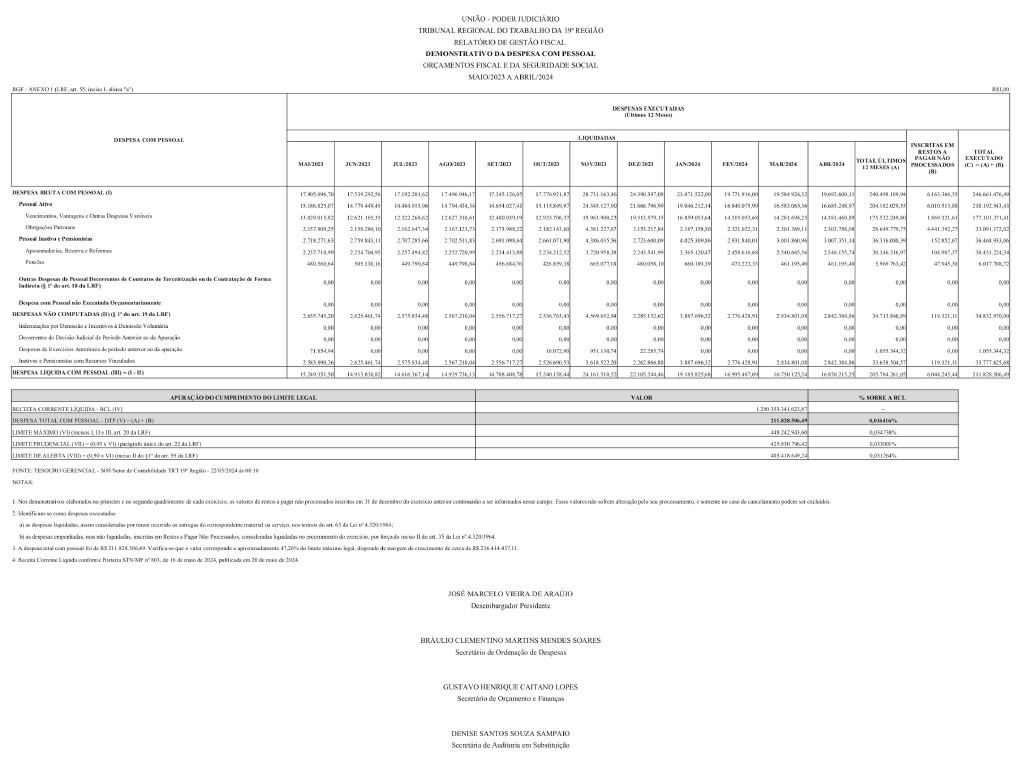 UNIÃO - PODER JUDICIÁRIO
TRIBUNAL REGIONAL DO TRABALHO DA 19ª REGIÃO
RELATÓRIO DE GESTÃO FISCAL
DEMONSTRATIVO DA DESPESA COM PESSOAL
ORÇAMENTOS FISCAL E DA SEGURIDADE SOCIAL
MAIO/2023 A ABRIL/2024
RGF - ANEXO 1 (LRF, art. 55, inciso I, alínea "a") R$1,00
DESPESA COM PESSOAL
DESPESAS EXECUTADAS
(Últimos 12 Meses)
LIQUIDADAS
MAI/2023 JUN/2023 JUL/2023 AGO/2023 SET/2023 OUT/2023 NOV/2023 DEZ/2023 JAN/2024 FEV/2024 MAR/2024 ABR/2024 TOTAL ÚLTIMOS 12 MESES (A) INSCRITAS EM RESTOS A PAGAR NÃO PROCESSADOS (B) TOTAL EXECUTADO (C) = (A) + (B)
DESPESA BRUTA COM PESSOAL (I) 17.905.096,70 17.539.292,56 17.192.201,62 17.496.946,17 17.345.126,05 17.776.921,87 28.731.163,46 24.390.397,08 23.071.522,00 19.771.916,00 19.584.926,32 19.692.600,11 240.498.109,94 6.163.366,55 246.661.476,49
Pessoal Ativo 15.186.825,07 14.779.449,45 14.484.915,96 14.794.434,34 14.654.027,41 15.115.849,97 24.345.127,90 21.666.796,99 19.046.212,14 16.840.075,99 16.583.065,36 16.685.248,97 204.182.029,55 6.010.513,88 210.192.543,43
Vencimentos, Vantagens e Outras Despesas Variáveis 13.029.015,82 12.621.165,35 12.322.268,62 12.627.310,61 12.480.039,19 12.933.706,37 19.963.900,23 19.513.579,15 16.859.053,64 14.519.053,68 14.281.696,25 14.381.460,89 175.532.249,80 1.569.121,61 177.101.371,41
Obrigações Patronais 2.157.809,25 2.158.284,10 2.162.647,34 2.167.123,73 2.173.988,22 2.182.143,60 4.381.227,67 2.153.217,84 2.187.158,50 2.321.022,31 2.301.369,11 2.303.788,08 28.649.779,75 4.441.392,27 33.091.172,02
Pessoal Inativo e Pensionistas 2.718.271,63 2.759.843,11 2.707.285,66 2.702.511,83 2.691.098,64 2.661.071,90 4.386.035,56 2.723.600,09 4.025.309,86 2.931.840,01 3.001.860,96 3.007.351,14 36.316.080,39 152.852,67 36.468.933,06
Aposentadorias, Reserva e Reformas 2.237.710,99 2.254.704,95 2.257.494,82 2.252.720,99 2.234.413,88 2.234.212,52 3.720.958,38 2.243.541,99 3.365.120,47 2.458.616,68 2.540.665,56 2.546.155,74 30.346.316,97 104.907,37 30.451.224,34
Pensões 480.560,64 505.138,16 449.790,84 449.790,84 456.684,76 426.859,38 665.077,18 480.058,10 660.189,39 473.223,33 461.195,40 461.195,40 5.969.763,42 47.945,30 6.017.708,72
Outras Despesas de Pessoal Decorrentes de Contratos de Terceirização ou de Contratação de Forma
Indireta (§ 1º do art. 18 da LRF) 0,00 0,00 0,00 0,00 0,00 0,00 0,00 0,00 0,00 0,00 0,00 0,00 0,00 0,00 0,00
Despesa com Pessoal não Executada Orçamentariamente 0,00 0,00 0,00 0,00 0,00 0,00 0,00 0,00 0,00 0,00 0,00 0,00 0,00 0,00 0,00
DESPESAS NÃO COMPUTADAS (II) (§ 1º do art. 19 da LRF) 2.655.745,20 2.625.461,74 2.575.834,48 2.567.210,04 2.556.717,27 2.536.763,43 4.569.652,94 2.285.152,62 3.887.696,32 2.776.428,91 2.834.801,08 2.842.384,86 34.713.848,89 119.121,11 34.832.970,00
Indenizações por Demissão e Incentivos à Demissão Voluntária 0,00 0,00 0,00 0,00 0,00 0,00 0,00 0,00 0,00 0,00 0,00 0,00 0,00 0,00 0,00
Decorrentes de Decisão Judicial de Período Anterior ao da Apuração 0,00 0,00 0,00 0,00 0,00 0,00 0,00 0,00 0,00 0,00 0,00 0,00 0,00 0,00 0,00
Despesas de Exercícios Anteriores de período anterior ao da apuração 71.854,94 0,00 0,00 0,00 0,00 10.072,90 951.130,74 22.285,74 0,00 0,00 0,00 0,00 1.055.344,32 0,00 1.055.344,32
Inativos e Pensionistas com Recursos Vinculados 2.583.890,26 2.625.461,74 2.575.834,48 2.567.210,04 2.556.717,27 2.526.690,53 3.618.522,20 2.262.866,88 3.887.696,32 2.776.428,91 2.834.801,08 2.842.384,86 33.658.504,57 119.121,11 33.777.625,68
DESPESA LÍQUIDA COM PESSOAL (III) = (I - II) 15.249.351,50 14.913.830,82 14.616.367,14 14.929.736,13 14.788.408,78 15.240.158,44 24.161.510,52 22.105.244,46 19.183.825,68 16.995.487,09 16.750.125,24 16.850.215,25 205.784.261,05 6.044.245,44 211.828.506,49
APURAÇÃO DO CUMPRIMENTO DO LIMITE LEGAL VALOR % SOBRE A RCL
RECEITA CORRENTE LÍQUIDA - RCL (IV) 1.290.353.341.023,87 -
DESPESA TOTAL COM PESSOAL - DTP (V) = (A) + (B) 211.828.506,49 0,016416%
LIMITE MÁXIMO (VI) (incisos I, II e III, art. 20 da LRF) 448.242.943,60 0,034738%
LIMITE PRUDENCIAL (VII) = (0,95 x VI) (parágrafo único do art. 22 da LRF) 425.830.796,42 0,033001%
LIMITE DE ALERTA (VIII) = (0,90 x VI) (inciso II do §1º do art. 59 da LRF) 403.418.649,24 0,031264%
FONTE: TESOURO GERENCIAL - SOF/Setor de Contabilidade TRT 19ª Região - 22/05/2024 às 08:10
NOTAS:
1. Nos demonstrativos elaborados no primeiro e no segundo quadrimestre de cada exercício, os valores de restos a pagar não processados inscritos em 31 de dezembro do exercício anterior continuarão a ser informados nesse campo. Esses valores não sofrem alteração pelo seu processamento, e somente no caso de cancelamento podem ser excluídos.
2. Identificam-se como despesas executadas:
a) as despesas liquidadas, assim consideradas por terem ocorrido as entregas do correspondente material ou serviço, nos termos do art. 63 da Lei nº 4.320/1964;
b) as despesas empenhadas, mas não liquidadas, inscritas em Restos a Pagar Não Processados, consideradas liquidadas no encerramento do exercício, por força do inciso II do art. 35 da Lei nº 4.320/1964.
3. A despesa total com pessoal foi de R$ 211.828.506,49. Verifica-se que o valor corresponde a aproximadamente 47,26% do limite máximo legal, dispondo da margem de crescimento de cerca de R$ 236.414.437,11.
4. Receita Corrente Líquida conforme Portaria STN/MF nº 803, de 16 de maio de 2024, publicada em 20 de maio de 2024.
JOSÉ MARCELO VIEIRA DE ARAÚJO
Desembargador Presidente
BRÁULIO CLEMENTINO MARTINS MENDES SOARES
Secretário de Ordenação de Despesas
GUSTAVO HENRIQUE CAITANO LOPES
Secretário de Orçamento e Finanças
DENISE SANTOS SOUZA SAMPAIO
Secretária de Auditoria em Substituição